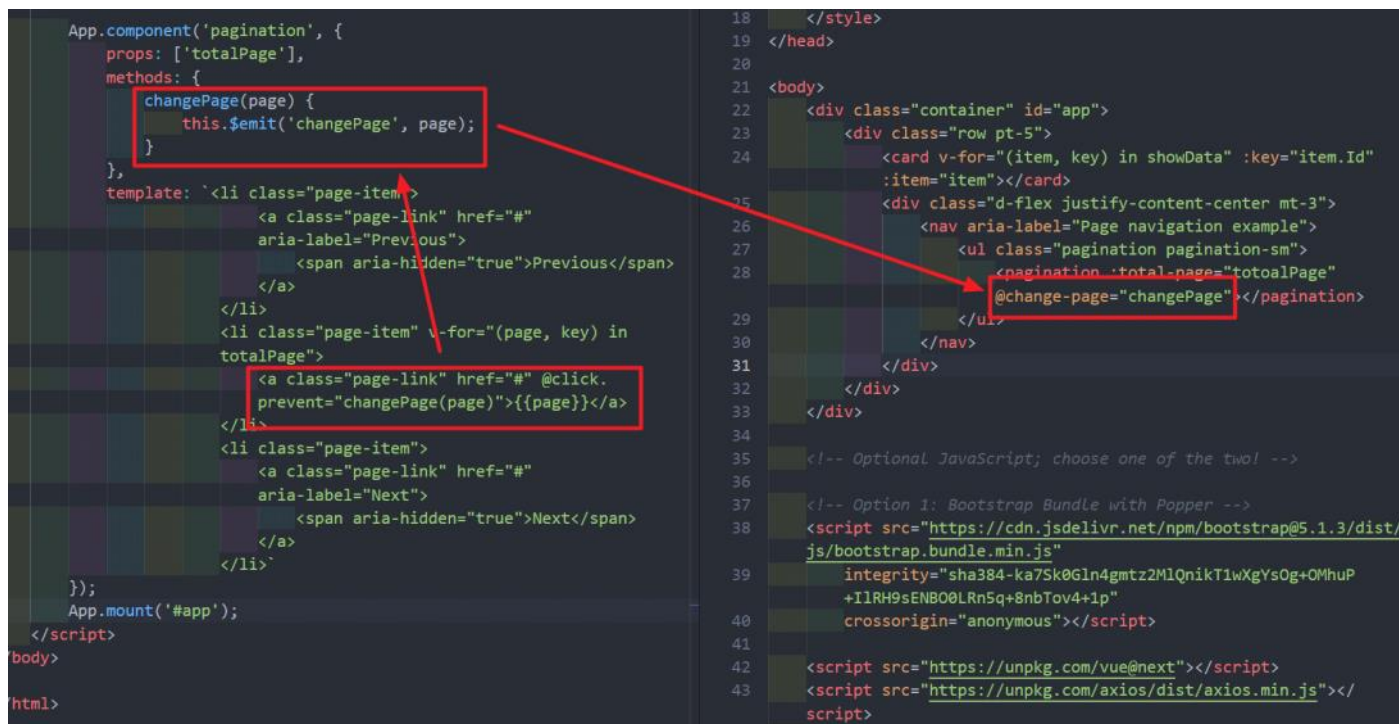 App.component('pagination', {
props: ['totalPage'],
methods: {
changePage(page) {
this.$emit('changePage', page);
}
},
template: `<li class="page-item">
<a class="page-link" href="#"
aria-label="Previous">
<span aria-hidden="true">Previous</span>
</a>
</li>
<li class="page-item" v-for="(page, key) in
totalPage">
<a class="page-link" href="#" @click.
prevent="changePage(page)">{{page}}</a>
</li>
<li class="page-item">
<a class="page-link" href="#"
aria-label="Next">
<span aria-hidden="true">Next</span>
</a>
</li>`
});
App.mount('#app');
</script>
/body>
/html>
18 </style>
19 </head>
20
21 <body>
22 <div class="container" id="app">
23 <div class="row pt-5">
24 <card v-for="(item, key) in showData" :key="item.Id"
:item="item"></card>
25 <div class="d-flex justify-content-center mt-3">
26 <nav aria-label="Page navigation example">
27 <ul class="pagination pagination-sm">
28 <pagination :total-page="totoalPage"
@change-page="changePage"></pagination>
29 </ul>
30 </nav>
31 </div>
32 </div>
33 </div>
34
35 <!-- Optional JavaScript; choose one of the two! -->
36
37 <!-- Option 1: Bootstrap Bundle with Popper -->
38 <script src="https://cdn.jsdelivr.net/npm/bootstrap@5.1.3/dist/
js/bootstrap.bundle.min.js"
39 integrity="sha384-ka7Sk0Gln4gmtz2MlQnikT1wXgYsOg+OMhuP
+IlRH9sENBO0LRn5q+8nbTov4+1p"
40 crossorigin="anonymous"></script>
41
42 <script src="https://unpkg.com/vue@next"></script>
43 <script src="https://unpkg.com/axios/dist/axios.min.js"></
script>